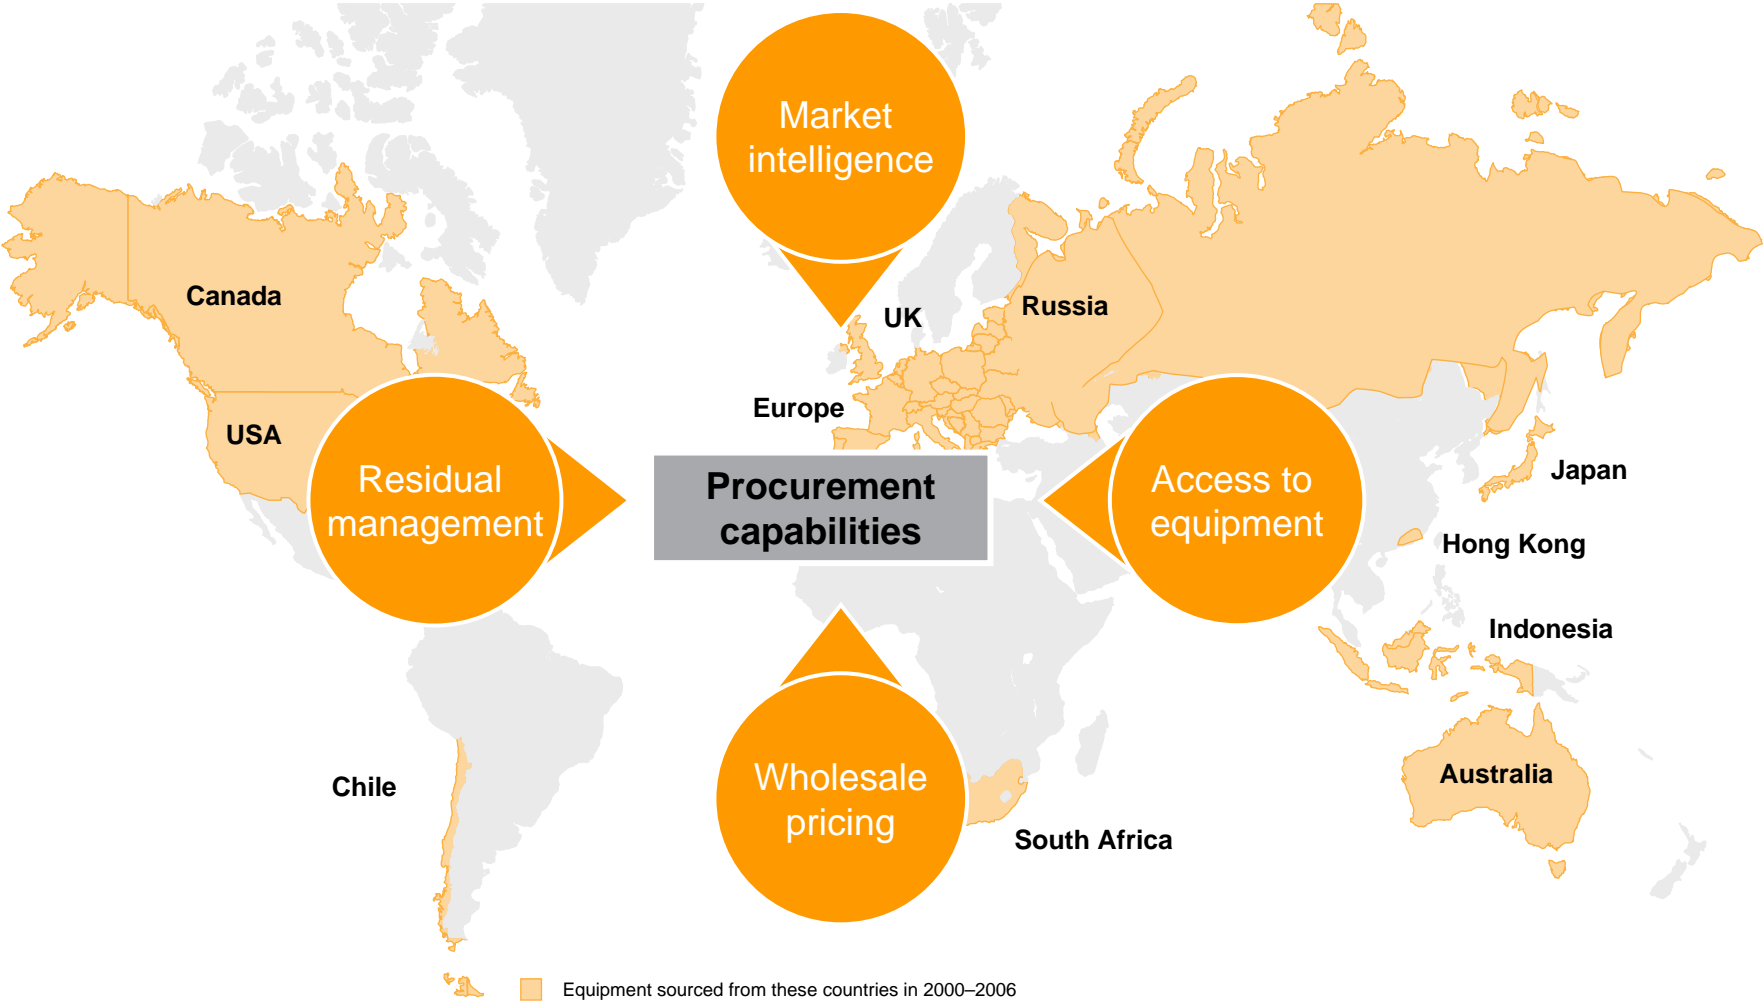 Market
intelligence
Canada
UK
Russia
Europe
USA
Residual
management
Procurement
capabilities
Access to
equipment
Japan
Hong Kong
Indonesia
Chile
Wholesale
pricing
Australia
South Africa
Equipment sourced from these countries in 2000–2006